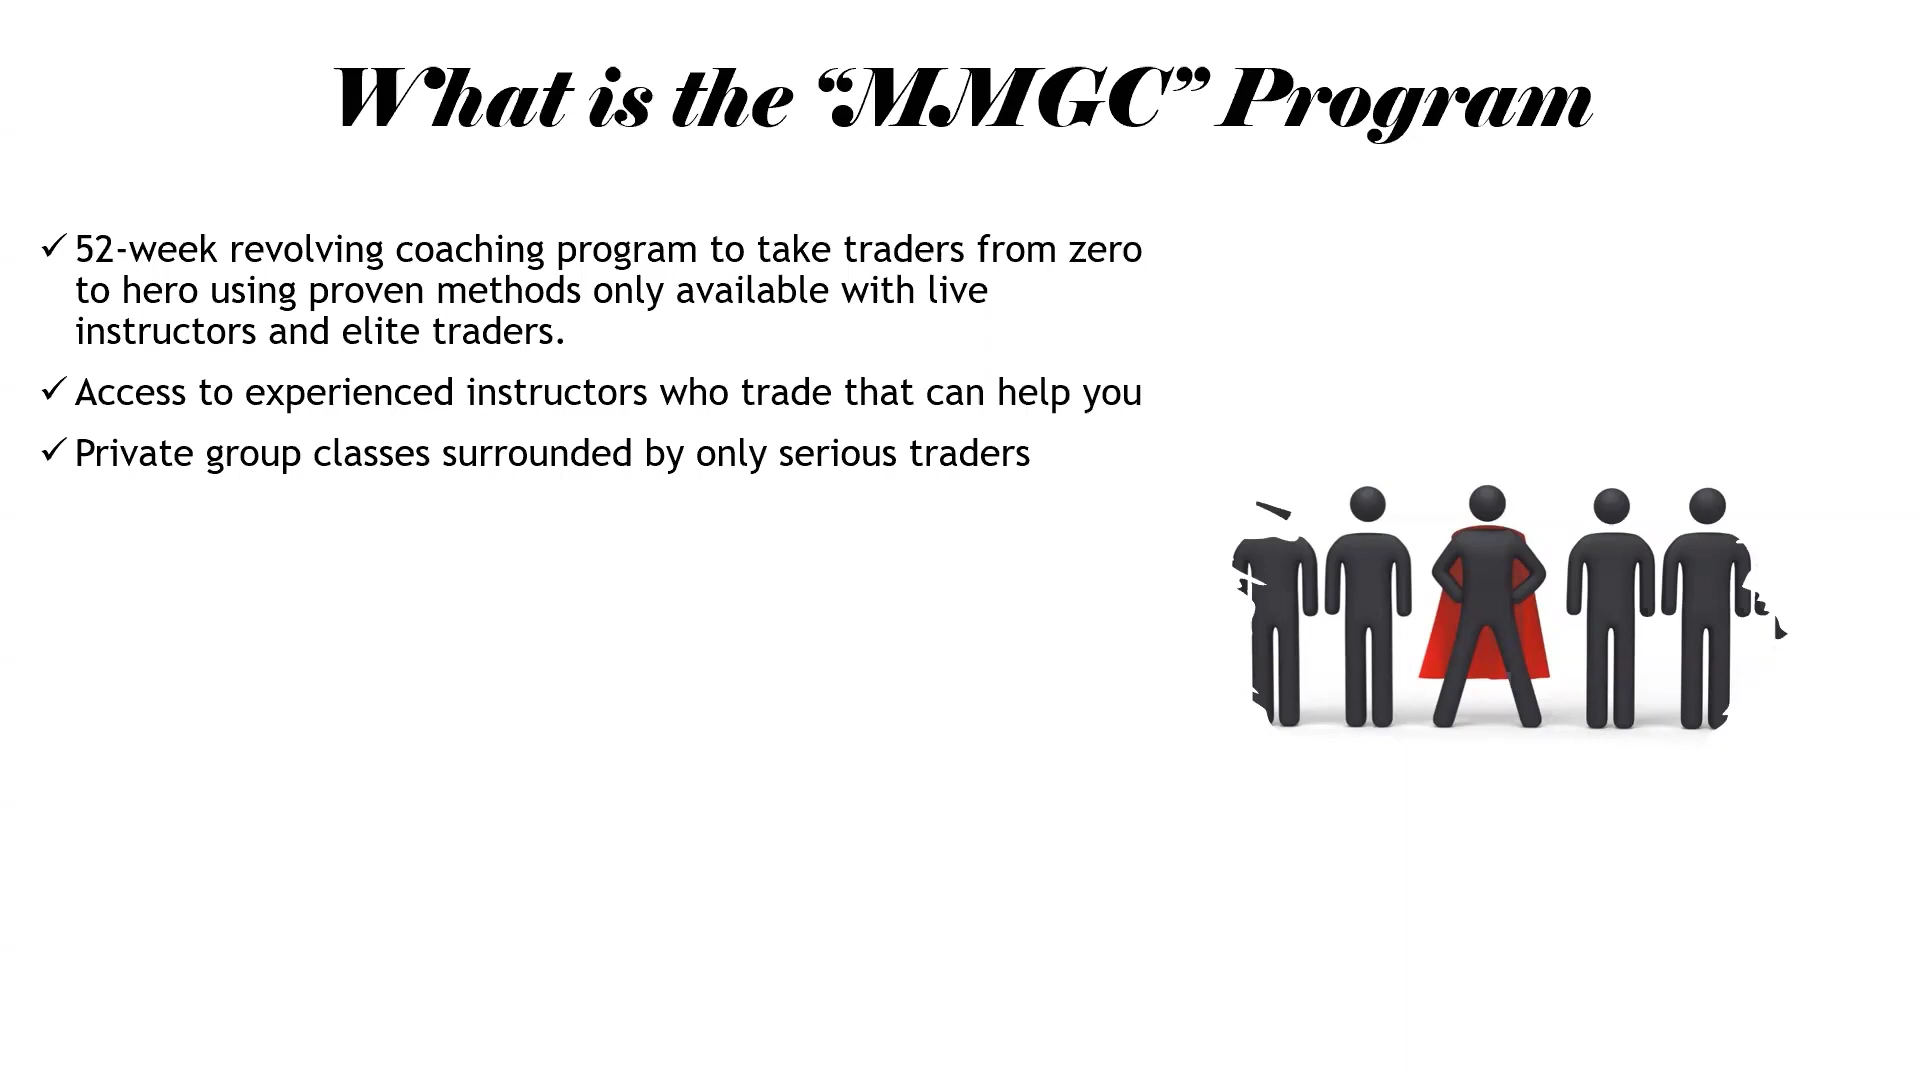 What is the “MMGC” Program
✓ 52-week revolving coaching program to take traders from zero
to hero using proven methods only available with live
instructors and elite traders.
✓ Access to experienced instructors who trade that can help you
✓ Private group classes surrounded by only serious traders